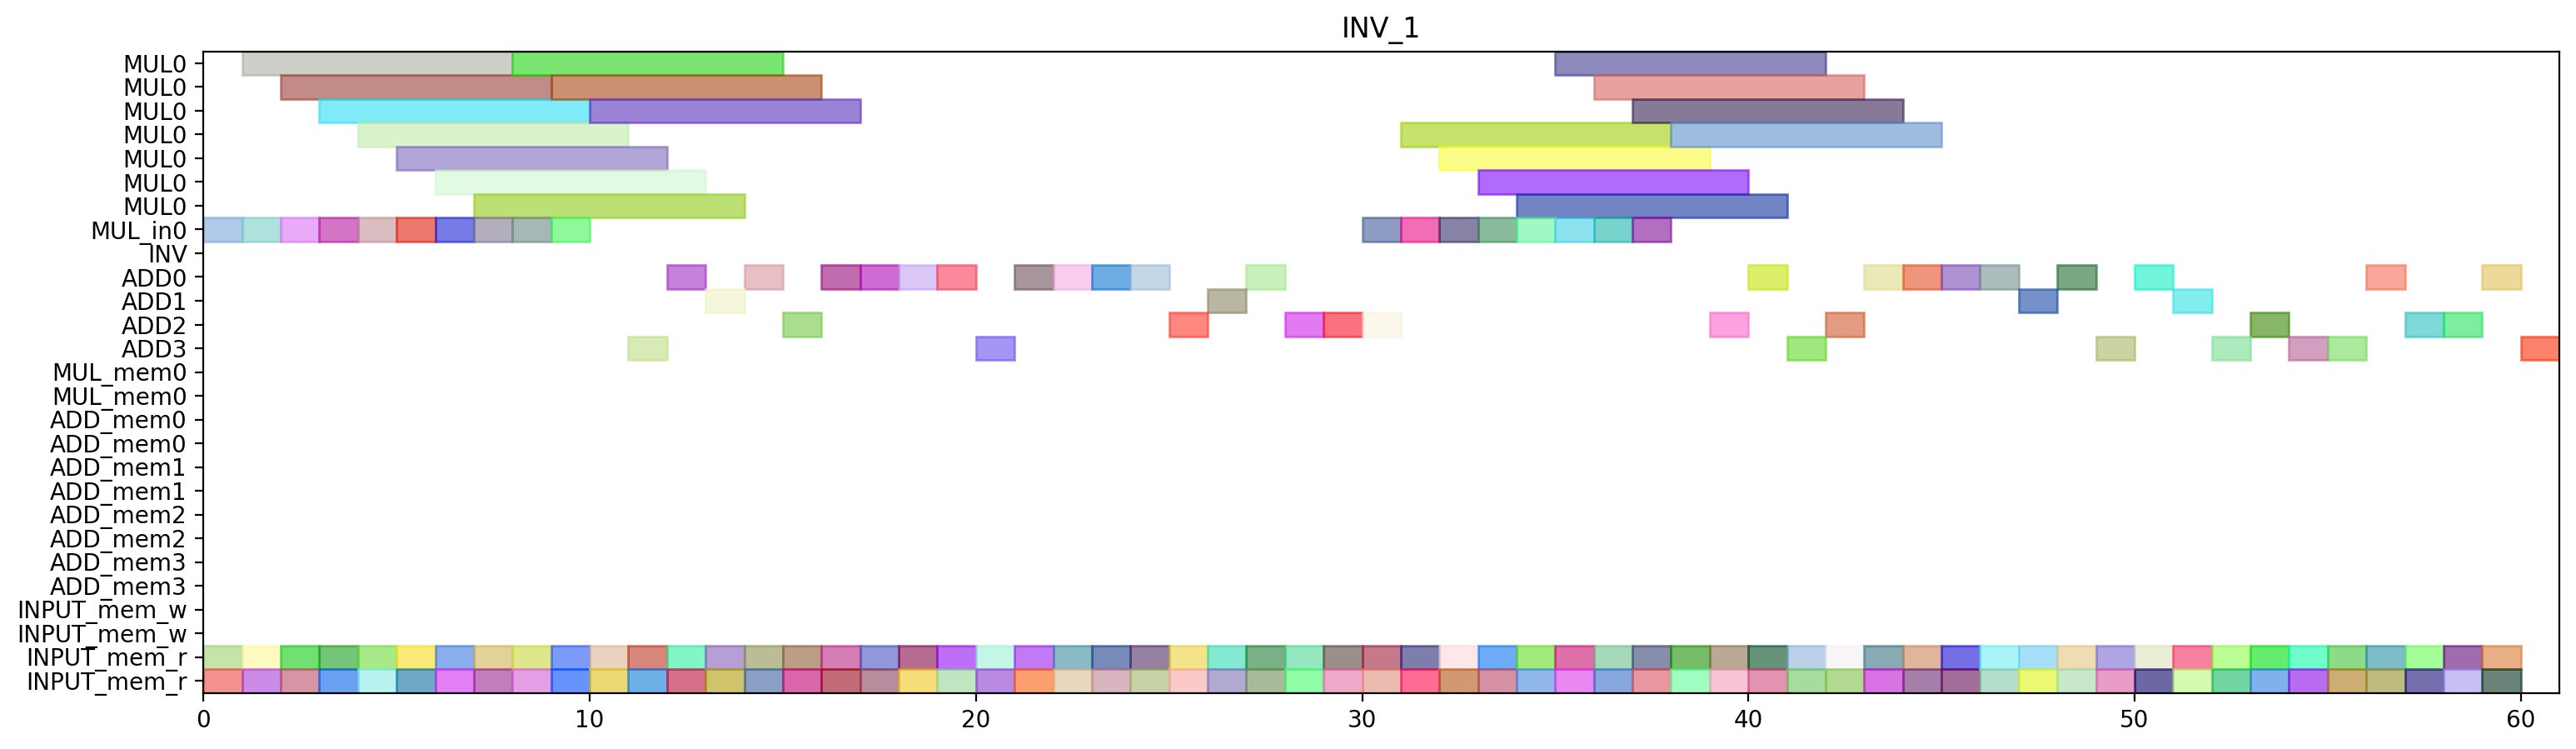 INV_1
MUL0
MUL0
MUL0
MUL0
MUL0
MUL0
MUL0
MUL_in0
INV
ADD0
ADD1
ADD2
ADD3
MUL_mem0
MUL_mem0
ADD_mem0
ADD_mem0
ADD_mem1
ADD_mem1
ADD_mem2
ADD_mem2
ADD_mem3
ADD_mem3
INPUT_mem_w
INPUT_mem_w
INPUT_mem_r
INPUT_mem_r
0 10 20 30 40 50 60